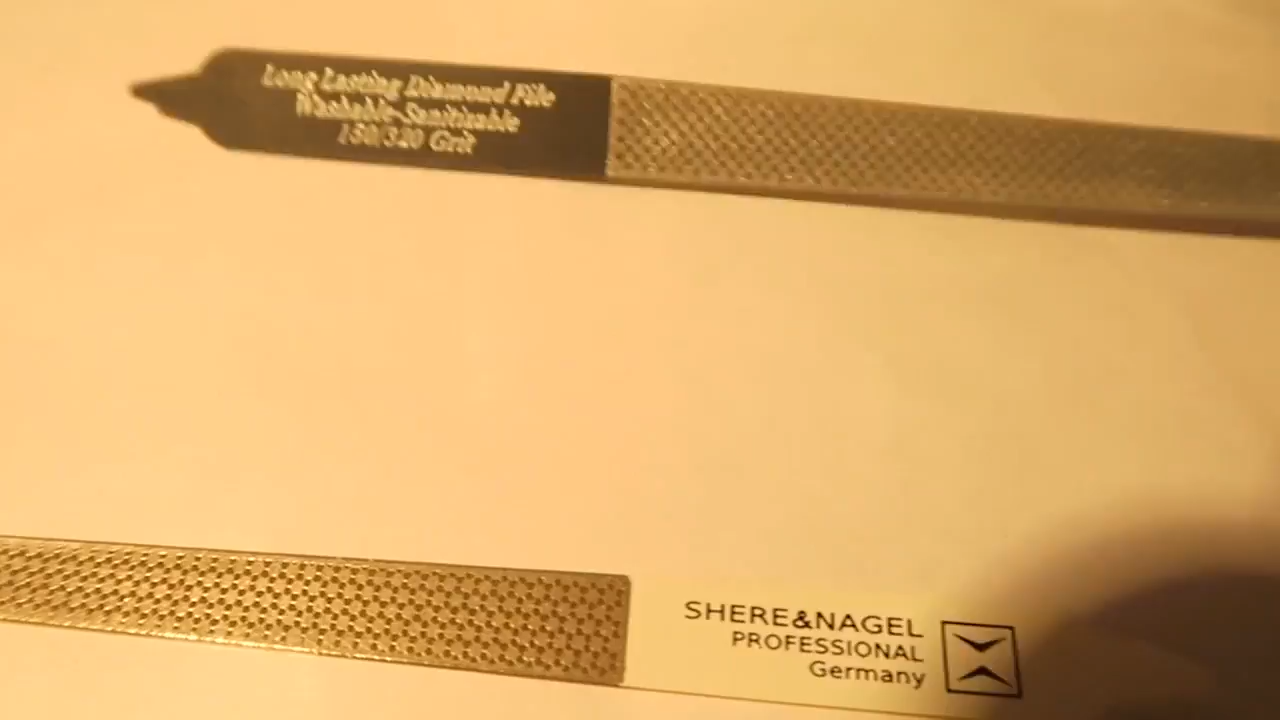 Long Lasting Diamond File
Washable-Sanitizable
150/320 Grit
SHERE&NAGEL
PROFESSIONAL
Germany